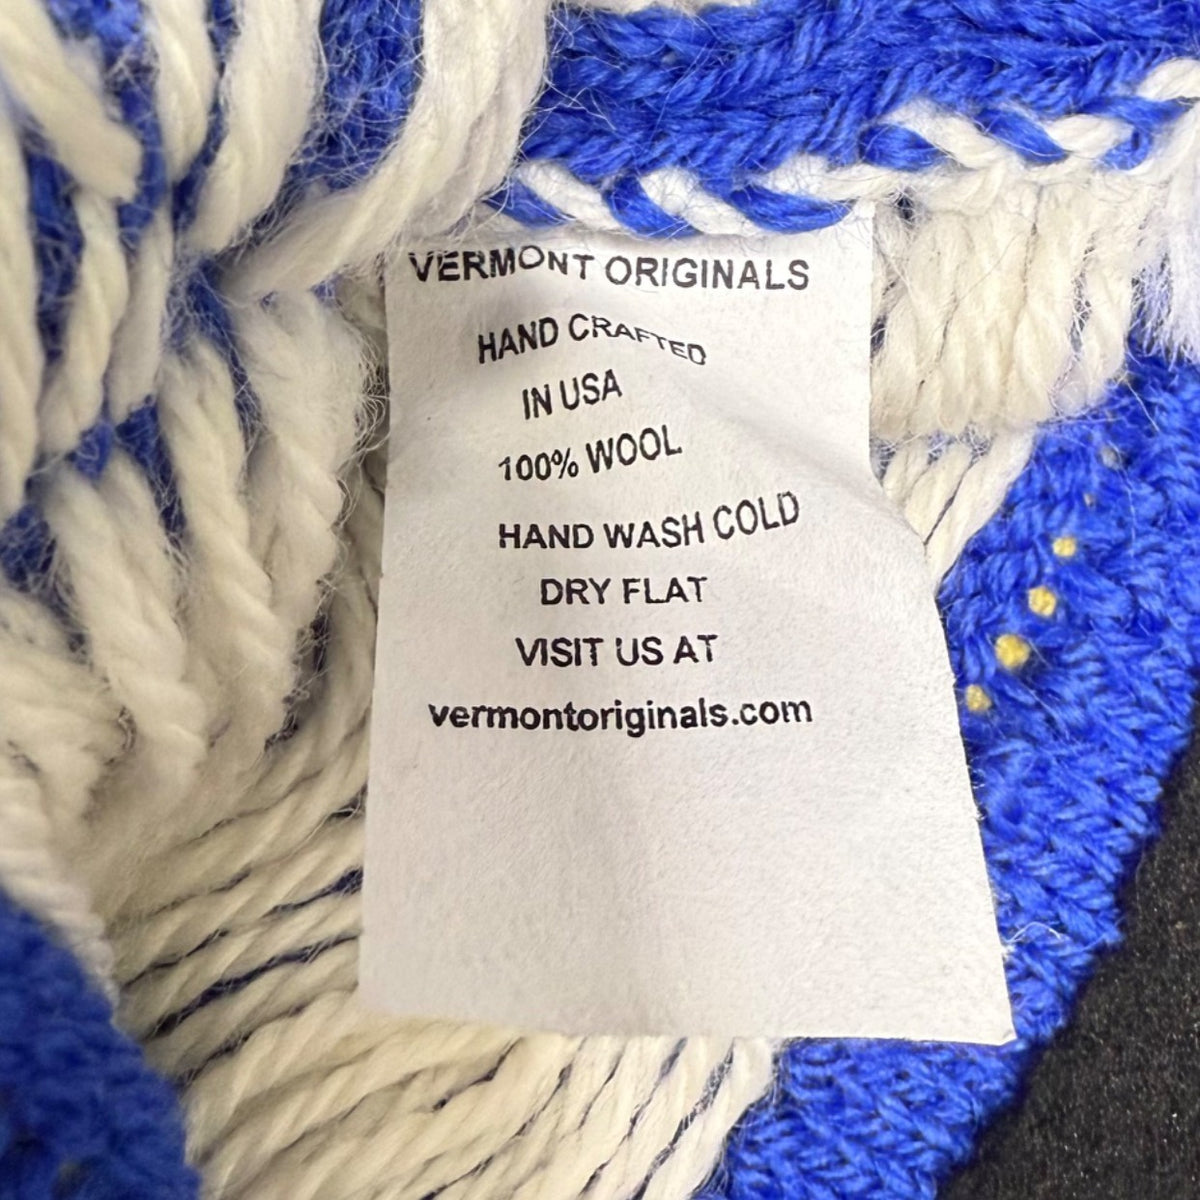 VERMONT ORIGINALS
HAND CRAFTED
IN USA
100% WOOL
HAND WASH COLD
DRY FLAT
VISIT US AT
vermontoriginals.com